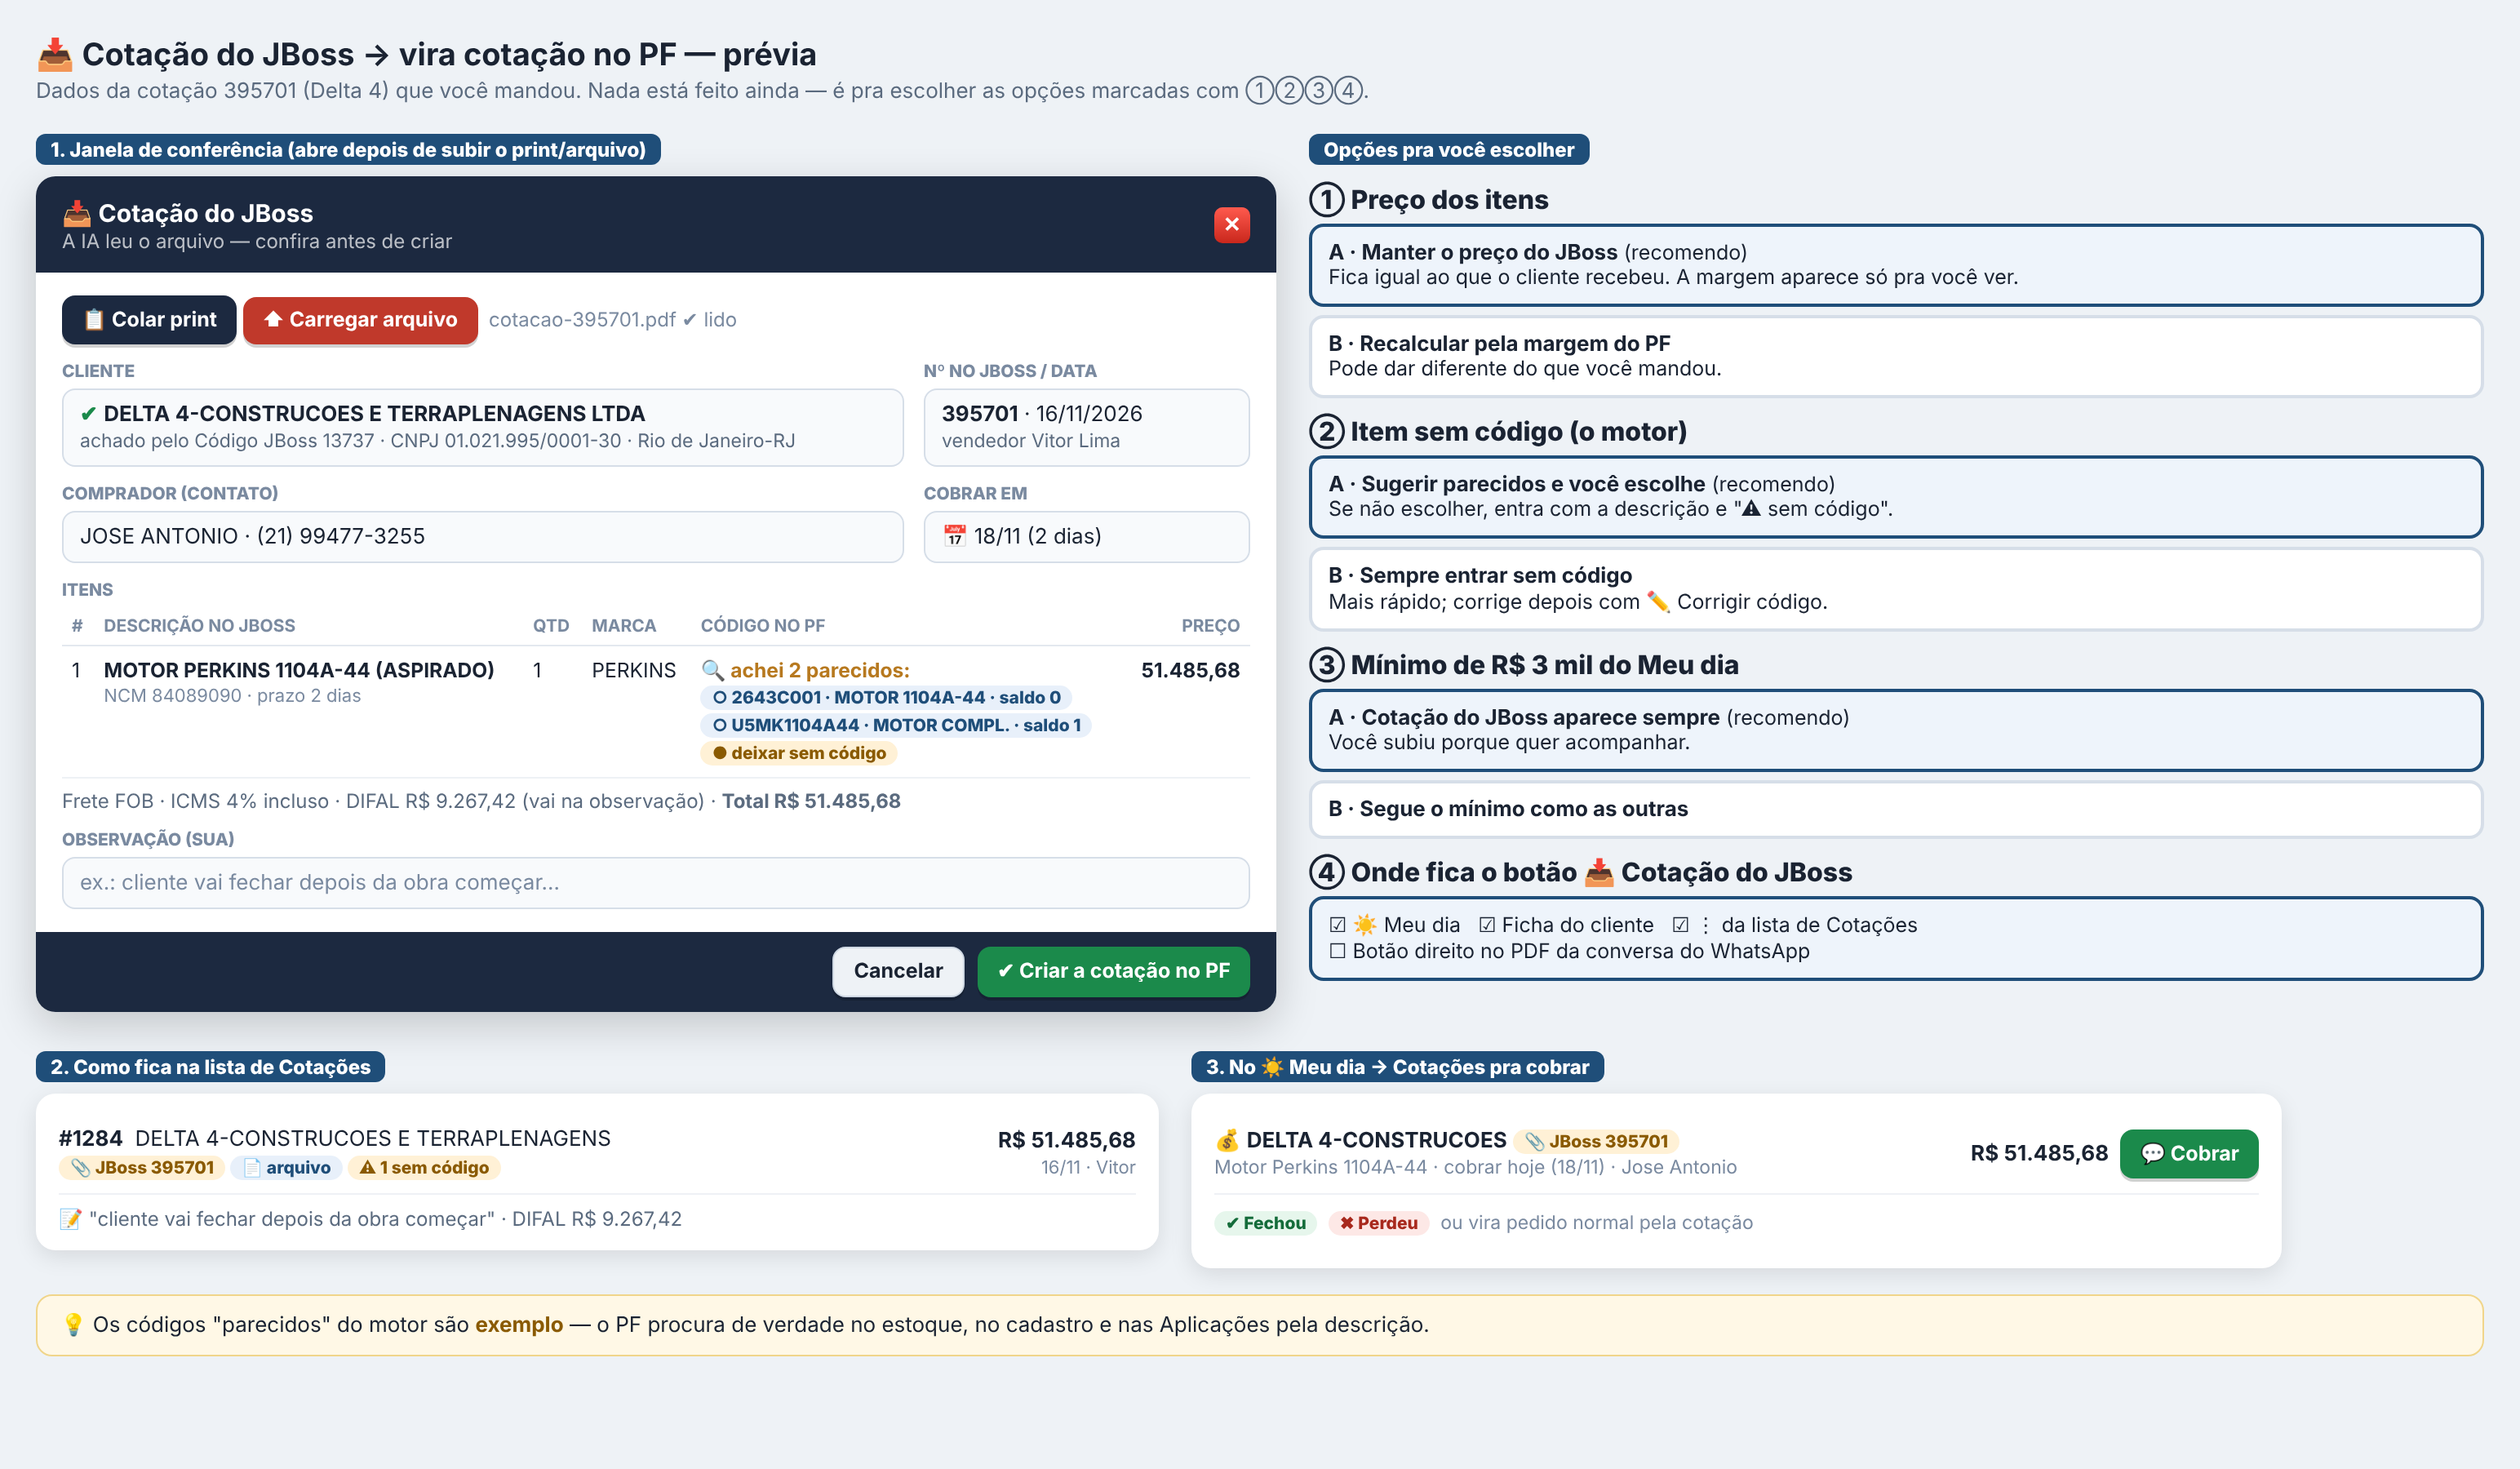 📥 Cotação do JBoss → vira cotação no PF — prévia
Dados da cotação 395701 (Delta 4) que você mandou. Nada está feito ainda — é pra escolher as opções marcadas com ①②③④.
1. Janela de conferência (abre depois de subir o print/arquivo)
📥 Cotação do JBoss
A IA leu o arquivo — confira antes de criar
✕
📋 Colar print
⬆ Carregar arquivo
cotacao-395701.pdf ✔ lido
CLIENTE
✔ DELTA 4-CONSTRUCOES E TERRAPLENAGENS LTDA
achado pelo Código JBoss 13737 · CNPJ 01.021.995/0001-30 · Rio de Janeiro-RJ
Nº NO JBOSS / DATA
395701 · 16/11/2026
vendedor Vitor Lima
COMPRADOR (CONTATO)
JOSE ANTONIO · (21) 99477-3255
COBRAR EM
📅 18/11 (2 dias)
ITENS
# DESCRIÇÃO NO JBOSS QTD MARCA CÓDIGO NO PF PREÇO
1 MOTOR PERKINS 1104A-44 (ASPIRADO) 1 PERKINS 🔍 achei 2 parecidos: 51.485,68
NCM 84089090 · prazo 2 dias
○ 2643C001 · MOTOR 1104A-44 · saldo 0
○ U5MK1104A44 · MOTOR COMPL. · saldo 1
● deixar sem código
Frete FOB · ICMS 4% incluso · DIFAL R$ 9.267,42 (vai na observação) · Total R$ 51.485,68
OBSERVAÇÃO (SUA)
ex.: cliente vai fechar depois da obra começar...
Cancelar
✔ Criar a cotação no PF
Opções pra você escolher
① Preço dos itens
A · Manter o preço do JBoss (recomendo)
Fica igual ao que o cliente recebeu. A margem aparece só pra você ver.
B · Recalcular pela margem do PF
Pode dar diferente do que você mandou.
② Item sem código (o motor)
A · Sugerir parecidos e você escolhe (recomendo)
Se não escolher, entra com a descrição e "⚠ sem código".
B · Sempre entrar sem código
Mais rápido; corrige depois com ✏️ Corrigir código.
③ Mínimo de R$ 3 mil do Meu dia
A · Cotação do JBoss aparece sempre (recomendo)
Você subiu porque quer acompanhar.
B · Segue o mínimo como as outras
④ Onde fica o botão 📥 Cotação do JBoss
☑ ☀️ Meu dia ☑ Ficha do cliente ☑ ⋮ da lista de Cotações
☐ Botão direito no PDF da conversa do WhatsApp
2. Como fica na lista de Cotações
#1284 DELTA 4-CONSTRUCOES E TERRAPLENAGENS R$ 51.485,68
📎 JBoss 395701 📄 arquivo ⚠ 1 sem código 16/11 · Vitor
📝 "cliente vai fechar depois da obra começar" · DIFAL R$ 9.267,42
3. No ☀️ Meu dia → Cotações pra cobrar
💰 DELTA 4-CONSTRUCOES 📎 JBoss 395701
Motor Perkins 1104A-44 · cobrar hoje (18/11) · Jose Antonio
R$ 51.485,68 💬 Cobrar
✔ Fechou ✖ Perdeu ou vira pedido normal pela cotação
💡 Os códigos "parecidos" do motor são exemplo — o PF procura de verdade no estoque, no cadastro e nas Aplicações pela descrição.